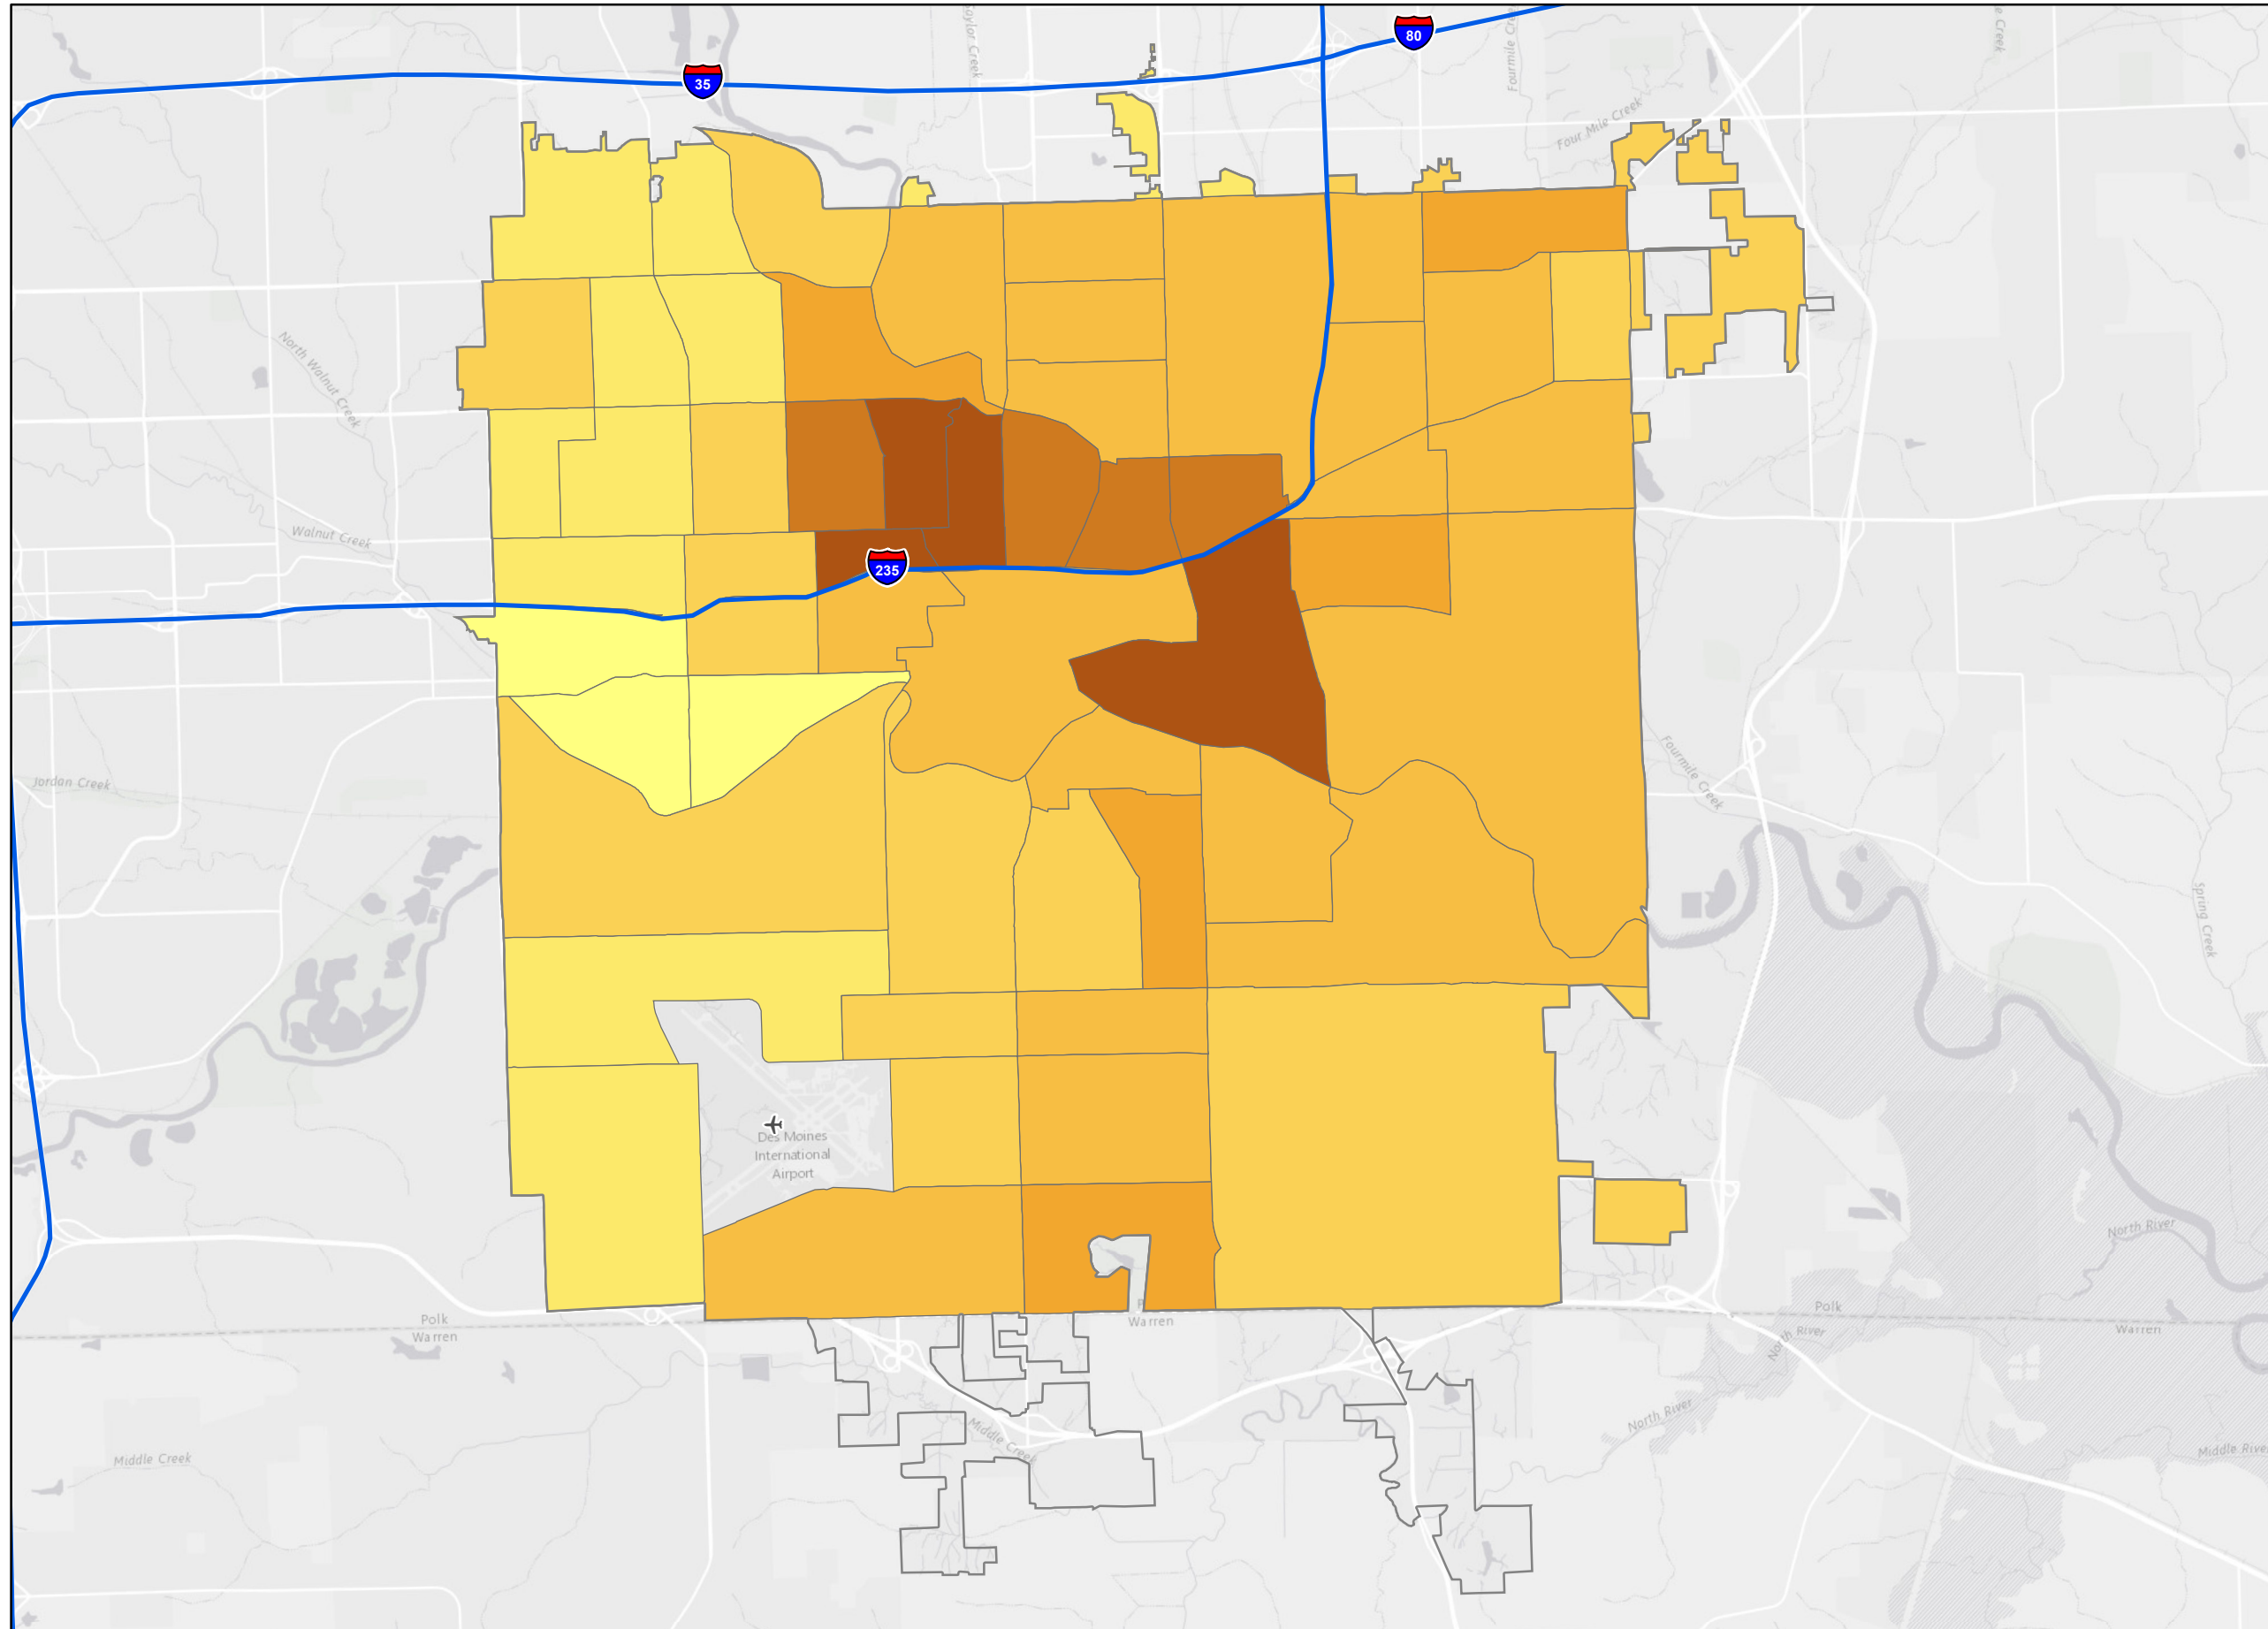 80
35
Taylor Creek
Fourmile Creek
Four Mile Creek
North Walnut Creek
Walnut Creek
235
Jordan Creek
Fourmile Creek
Spring Creek
Des Moines
International
Airport
North River
Polk
Warren
Warren
Polk
Warren
North River
North River
Middle Creek
Middle Creek
Middle River